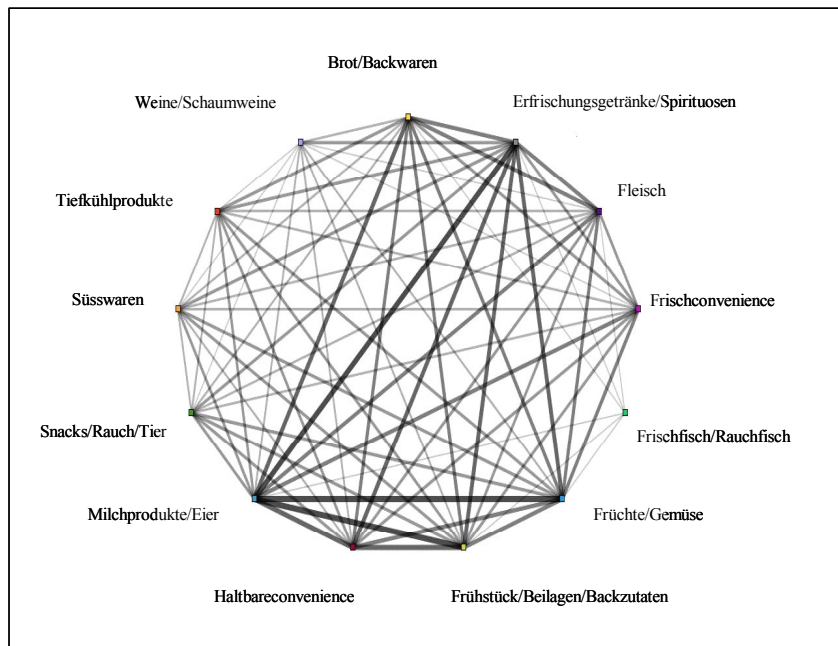 Brot/Backwaren
Weine/Schaumweine
Erfrischungsgetränke/Spirituosen
Tiefkühlprodukte
Fleisch
Süsswaren
Frischconvenience
Snacks/Rauch/Tier
Frischfisch/Rauchfisch
Milchprodukte/Eier
Früchte/Gemüse
Haltbareconvenience
Frühstück/Beilagen/Backzutaten